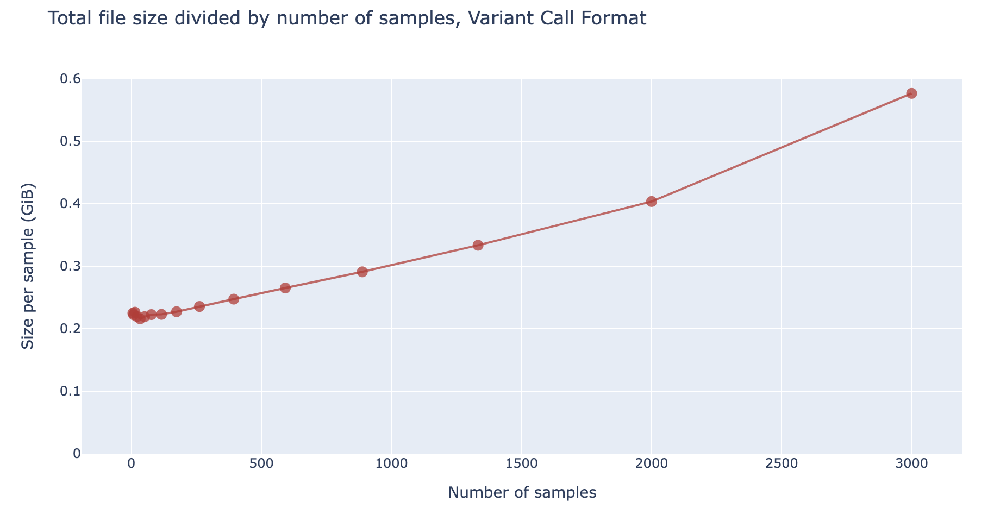 Total file size divided by number of samples, Variant Call Format
0.6
0.5
0.4
0.3
0.2
0.1
0
Size per sample (GiB)
0 500 1000 1500 2000 2500 3000
Number of samples